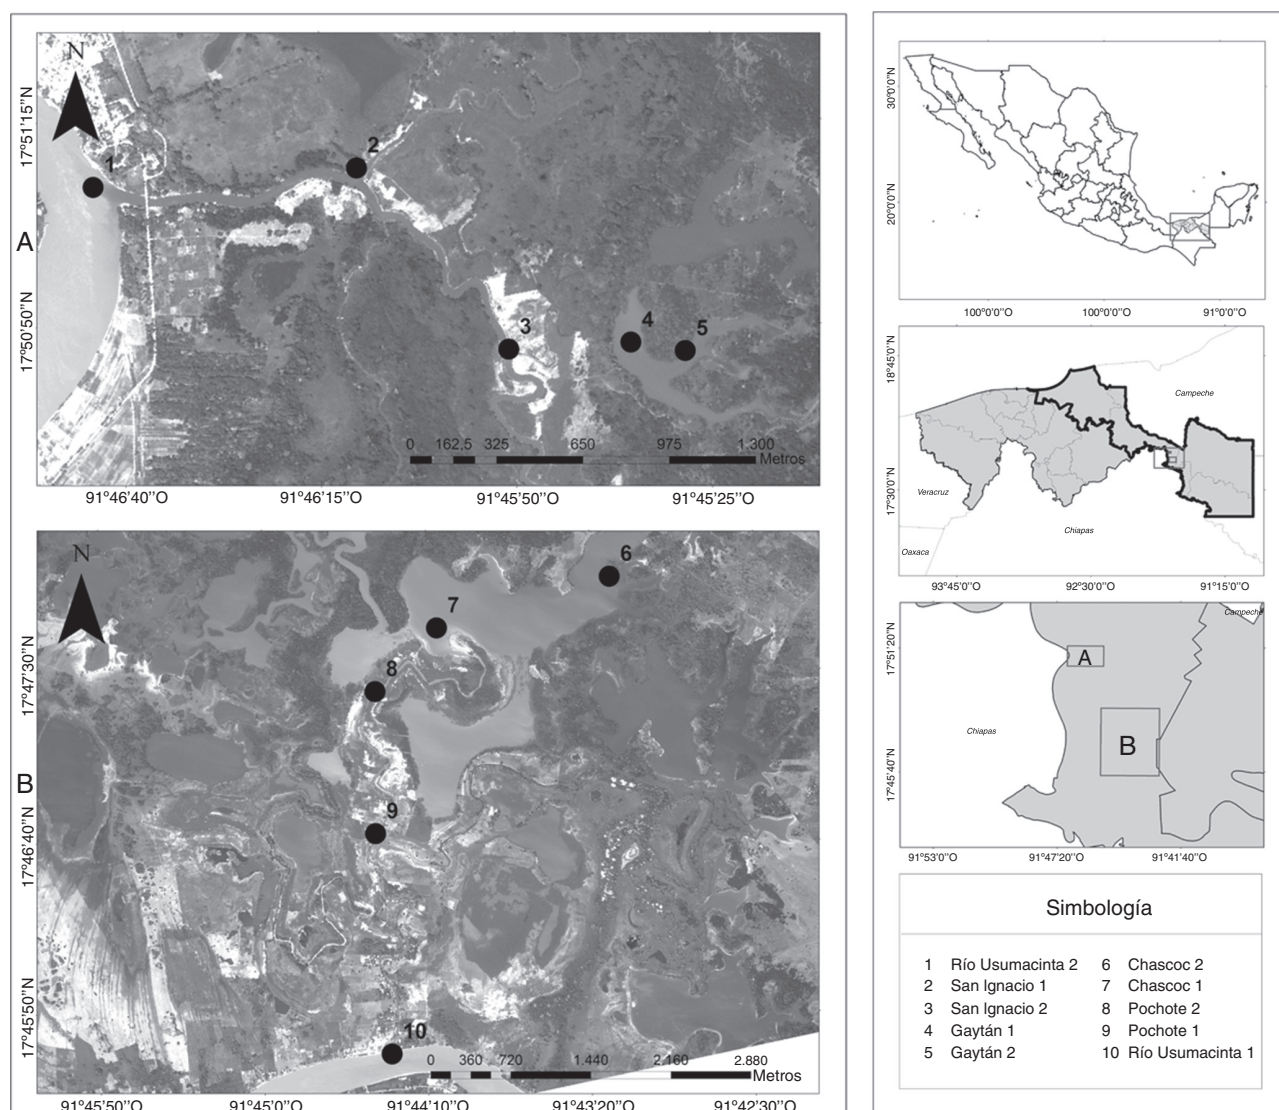 N
1
2
3
4
5
A
17°51'15''N
17°50'50''N
0 162,5 325 650 975 1.300
Metros
91°46'40''O 91°46'15''O 91°45'50''O 91°45'25''O
N
6
7
8
9
10
B
17°47'30''N
17°46'40''N
17°45'50''N
0 360 720 1.440 2.160 2.880
Metros
91°45'50''O 91°45'0''O 91°44'10''O 91°43'20''O 91°42'30''O
30°0'0''N
20°0'0''N
100°0'0''O 100°0'0''O 91°0'0''O
18°45'0''N
17°30'0''N
Campeche
Veracruz
Chiapas
Oaxaca
93°45'0''O 92°30'0''O 91°15'0''O
17°51'20''N
17°45'40''N
Campeche
A
Chiapas
B
91°53'0''O 91°47'20''O 91°41'40''O
Simbología
1 Río Usumacinta 2
2 San Ignacio 1
3 San Ignacio 2
4 Gaytán 1
5 Gaytán 2
6 Chascoc 2
7 Chascoc 1
8 Pochote 2
9 Pochote 1
10 Río Usumacinta 1